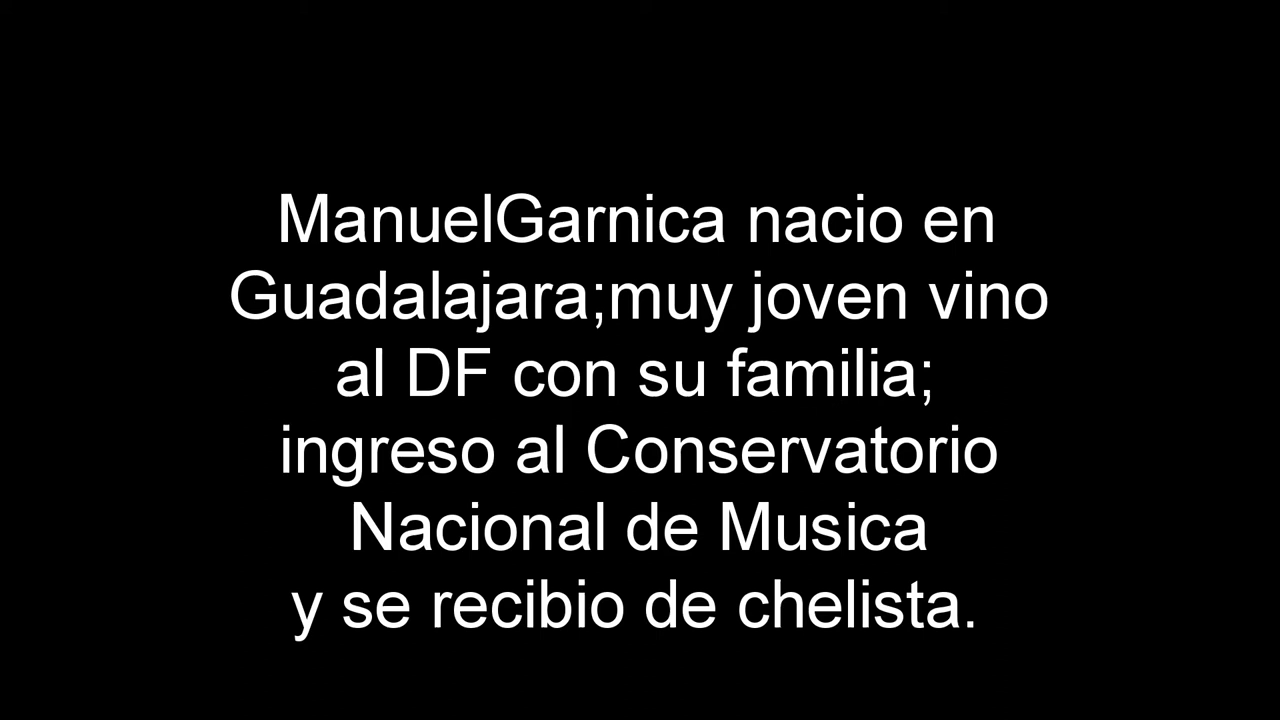 ManuelGarnica nacio en
Guadalajara;muy joven vino
al DF con su familia;
ingreso al Conservatorio
Nacional de Musica
y se recibio de chelista.